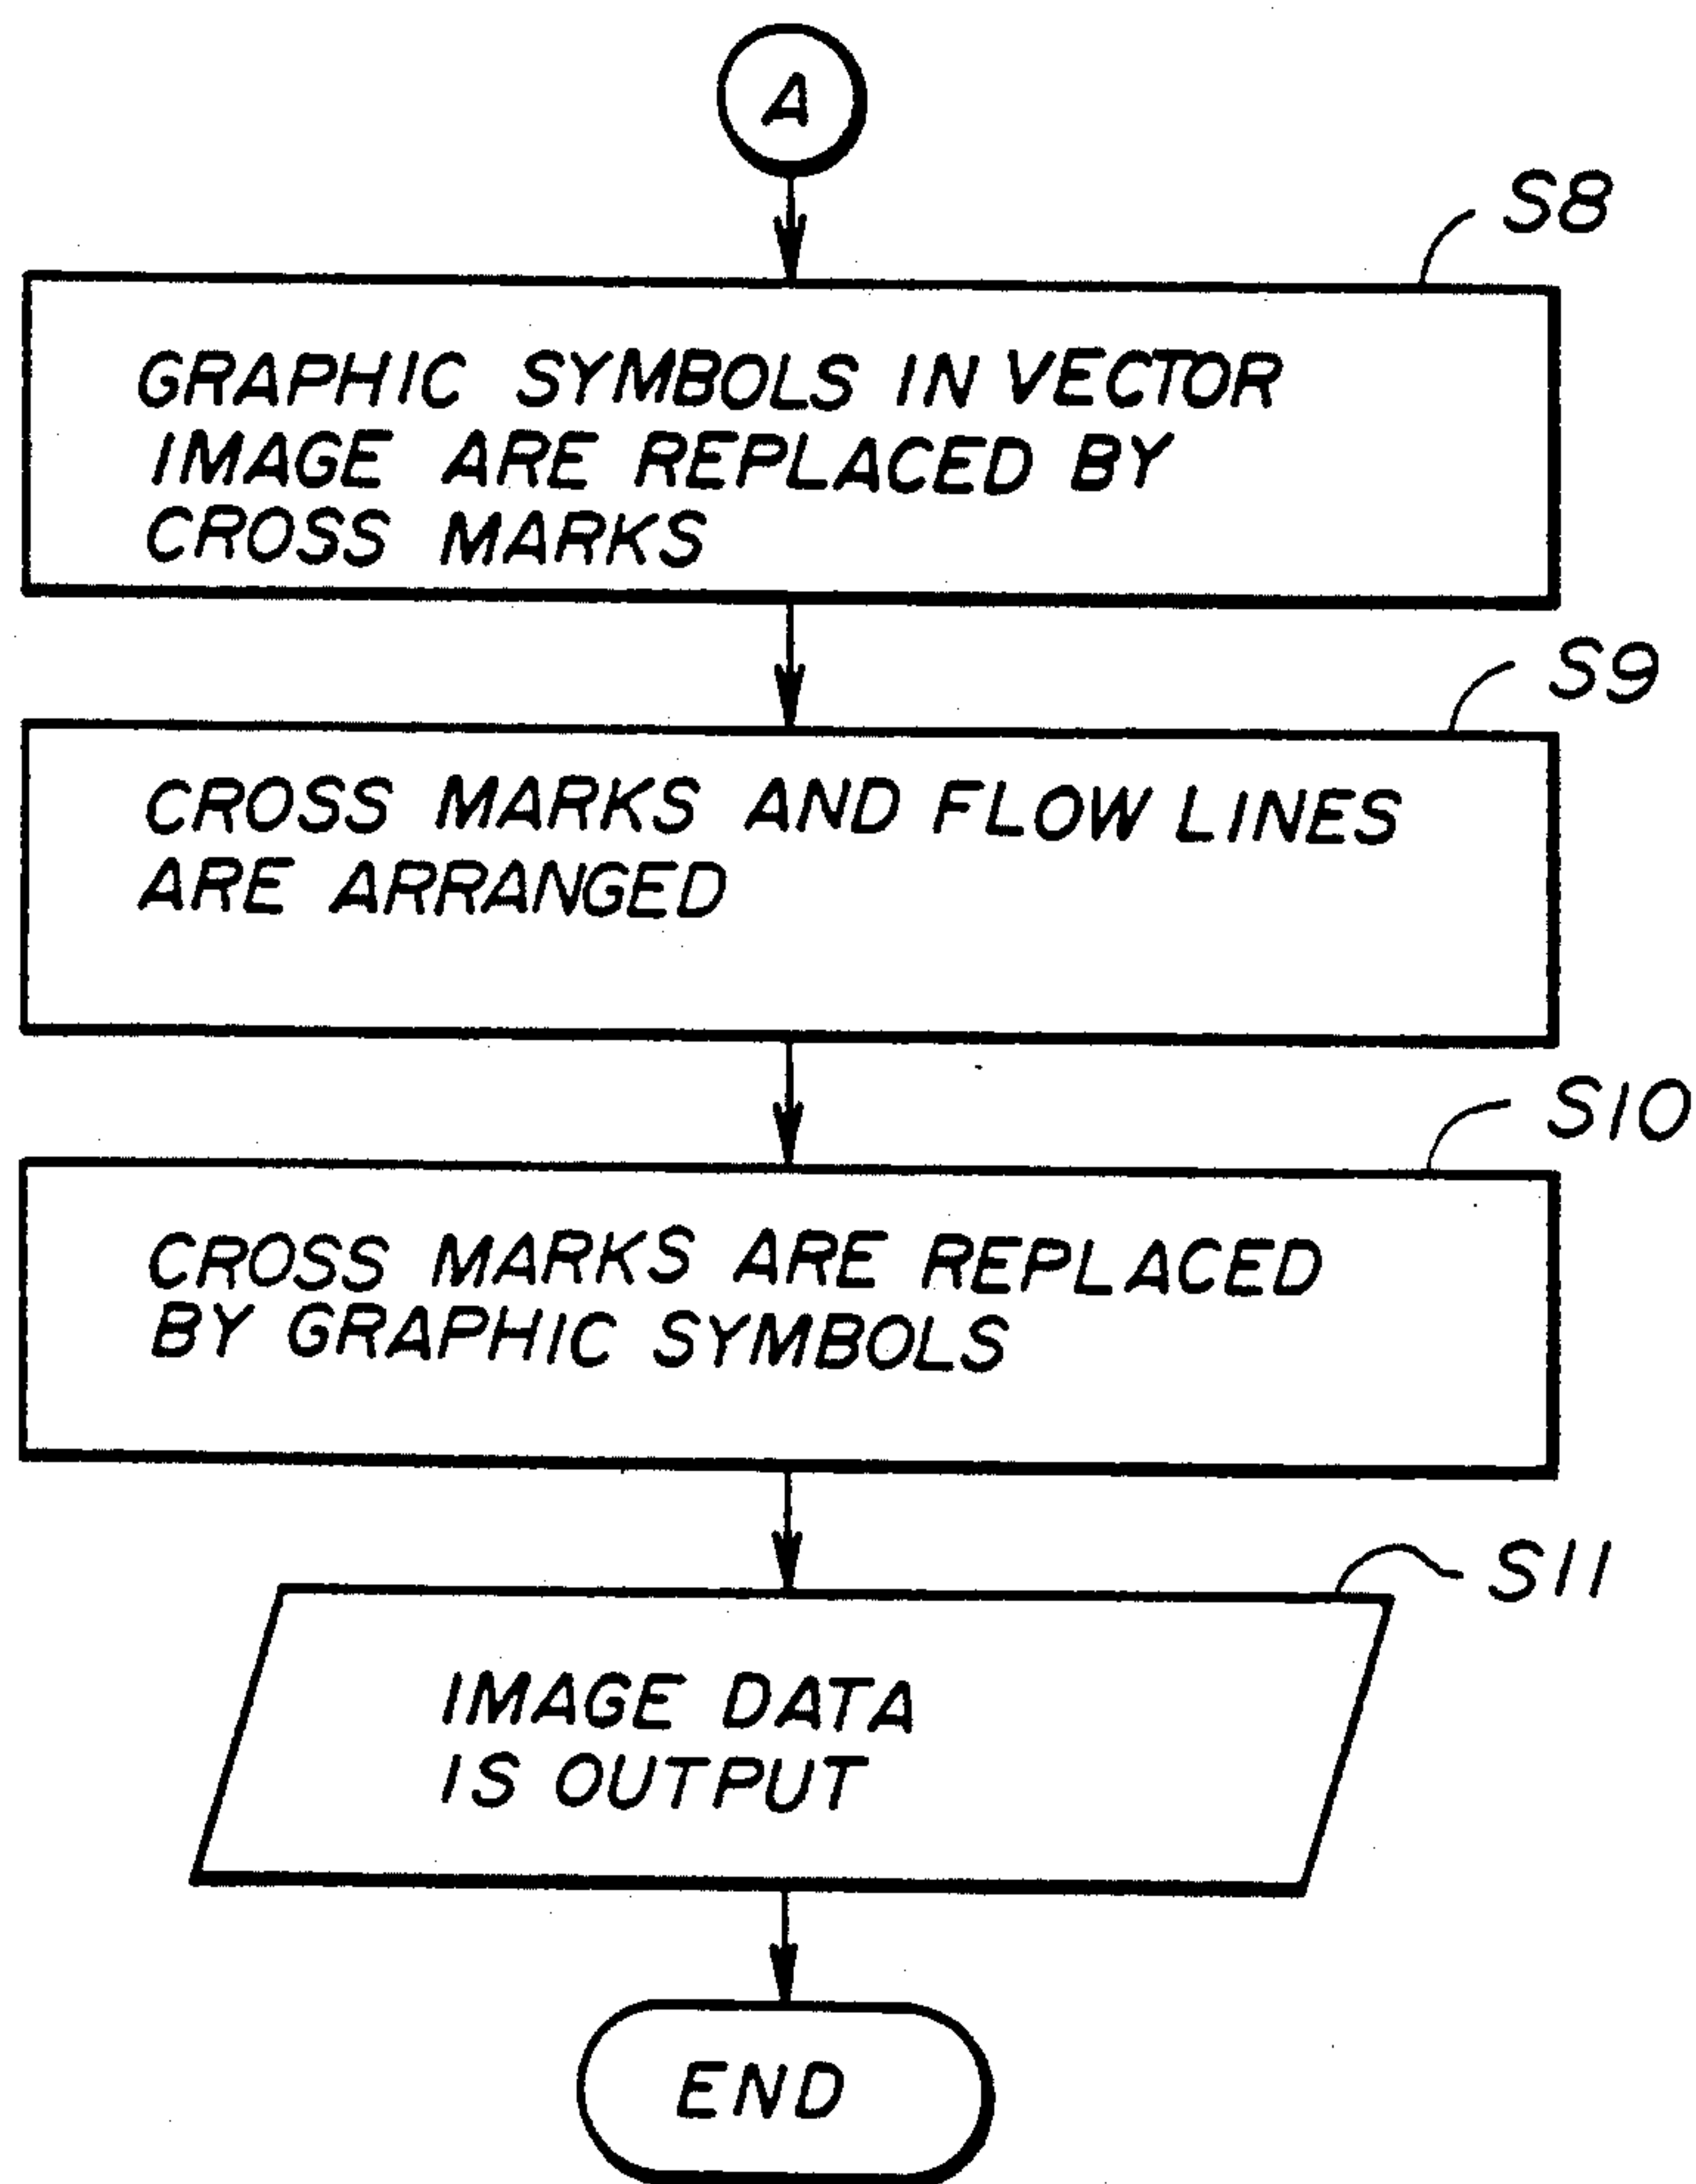 A
S8
GRAPHIC SYMBOLS IN VECTOR
IMAGE ARE REPLACED BY
CROSS MARKS
S9
CROSS MARKS AND FLOW LINES
ARE ARRANGED
S10
CROSS MARKS ARE REPLACED
BY GRAPHIC SYMBOLS
S11
IMAGE DATA
IS OUTPUT
END